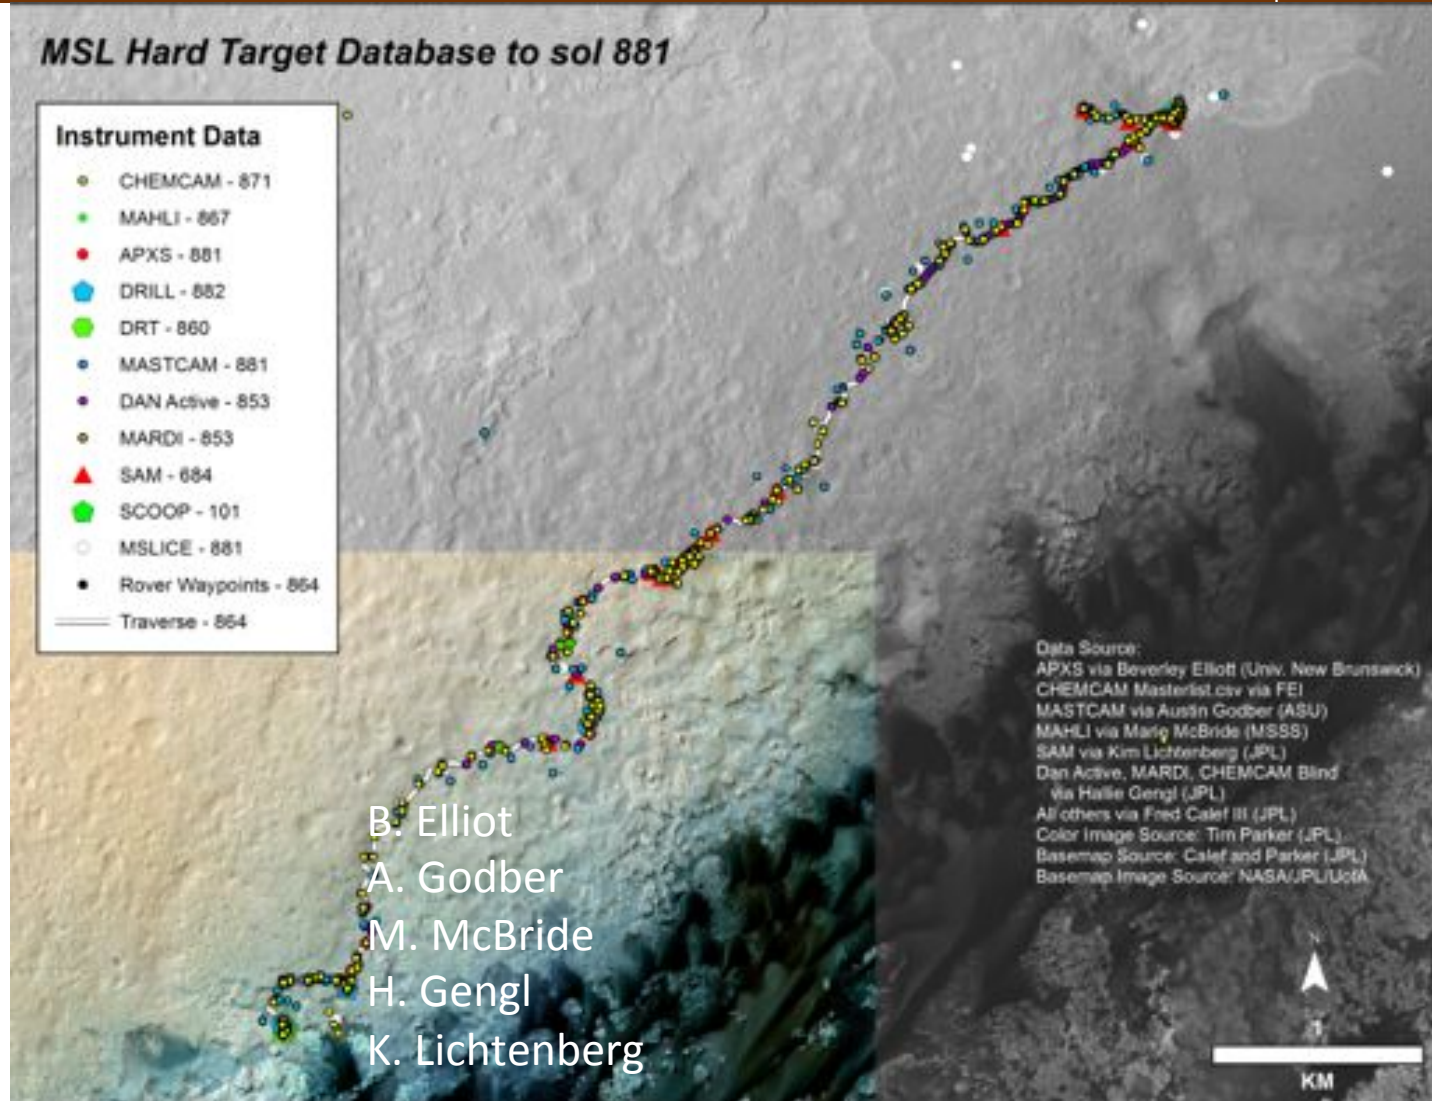 MSL Hard Target Database to sol 881
Instrument Data
CHEMCAM - 871
MAHLI - 867
APXS - 881
DRILL - 882
DRT - 860
MASTCAM - 881
DAN Active - 853
MARDI - 853
SAM - 684
SCOOP - 101
MSLICE - 881
Rover Waypoints - 864
Traverse - 864
Data Source:
APXS via Beverley Elliott (Univ. New Brunswick)
CHEMCAM Masterlist.csv via FEI
MASTCAM via Austin Godber (ASU)
MAHLI via Marie McBride (MSSS)
SAM via Kim Lichtenberg (JPL)
Dan Active, MARDI, CHEMCAM Blind
via Hallie Gengl (JPL)
All others via Fred Calef III (JPL)
Color Image Source: Tim Parker (JPL)
Basemap Source: Calef and Parker (JPL)
Basemap Image Source: NASA/JPL/UofA
B. Elliot
A. Godber
M. McBride
H. Gengl
K. Lichtenberg
N
1
KM